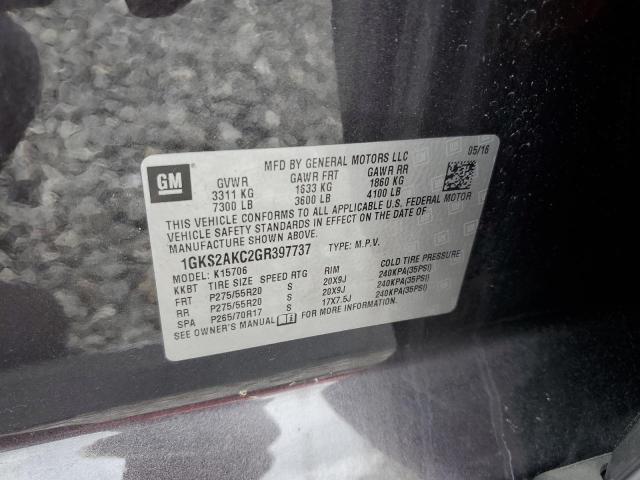 GM
MFD BY GENERAL MOTORS LLC 05/16
GVWR GAWR FRT GAWR RR
3311 KG 1633 KG 1860 KG
7300 LB 3600 LB 4100 LB
THIS VEHICLE CONFORMS TO ALL APPLICABLE U.S. FEDERAL MOTOR
VEHICLE SAFETY STANDARDS IN EFFECT ON THE DATE OF
MANUFACTURE SHOWN ABOVE.
1GKS2AKC2GR397737 TYPE: M.P.V.
MODEL: K15706
KKBT TIRE SIZE SPEED RTG RIM COLD TIRE PRESSURE
FRT P275/55R20 S 20X9J 240KPA(35PSI)
RR P275/55R20 S 20X9J 240KPA(35PSI)
SPA P265/70R17 S 17X7.5J 240KPA(35PSI)
SEE OWNER'S MANUAL FOR MORE INFORMATION.